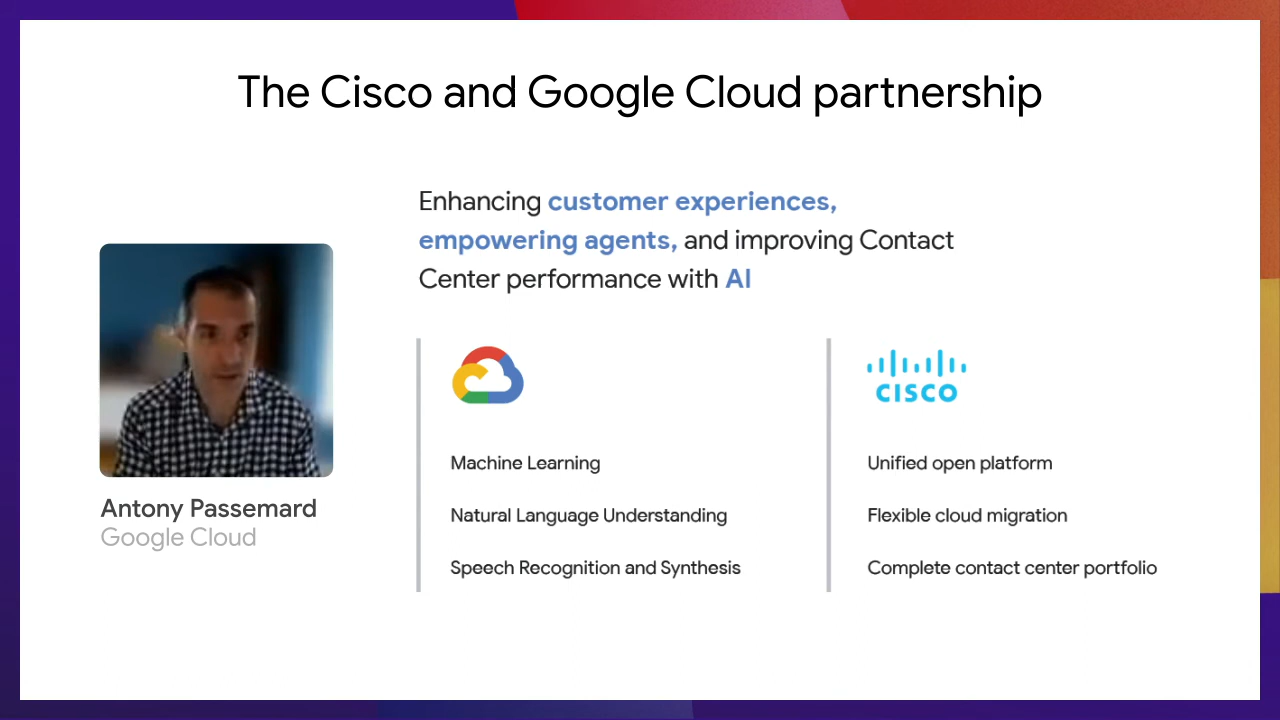 The Cisco and Google Cloud partnership
Enhancing customer experiences,
empowering agents, and improving Contact
Center performance with AI
Antony Passemard
Google Cloud
Machine Learning
Natural Language Understanding
Speech Recognition and Synthesis
CISCO
Unified open platform
Flexible cloud migration
Complete contact center portfolio